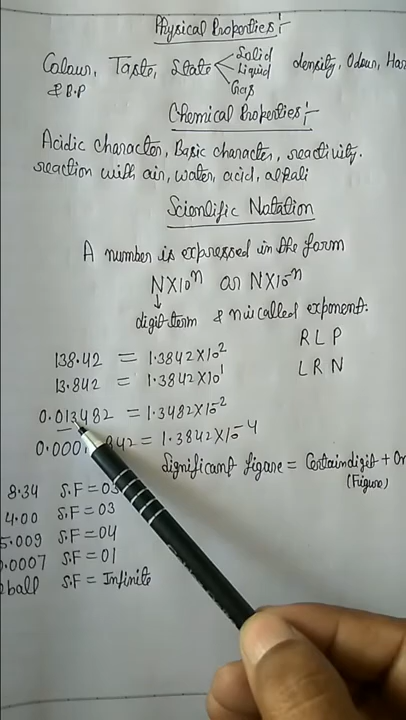 Physical Properties:-
Colour, Taste, State Solid Liquid Gas density, Odour, Har
& B.P
Chemical Properties:-
Acidic character, Basic character, reactivity.
reaction with air, water, acid, alkali
Scientific Notation
A number is expressed in the form
N×10ⁿ or N×10⁻ⁿ
digit term & n is called exponent.
R L P
138.42 = 1.3842×10²
L R N
13.842 = 1.3842×10¹
0.013482 = 1.3482×10⁻²
0.0001 842 = 1.3842×10⁻⁴
Significant figure = Certain digit + On
(Figure)
8.34 S.F = 03
4.00 S.F = 03
5.009 S.F = 04
0.0007 S.F = 01
ball S.F = Infinite